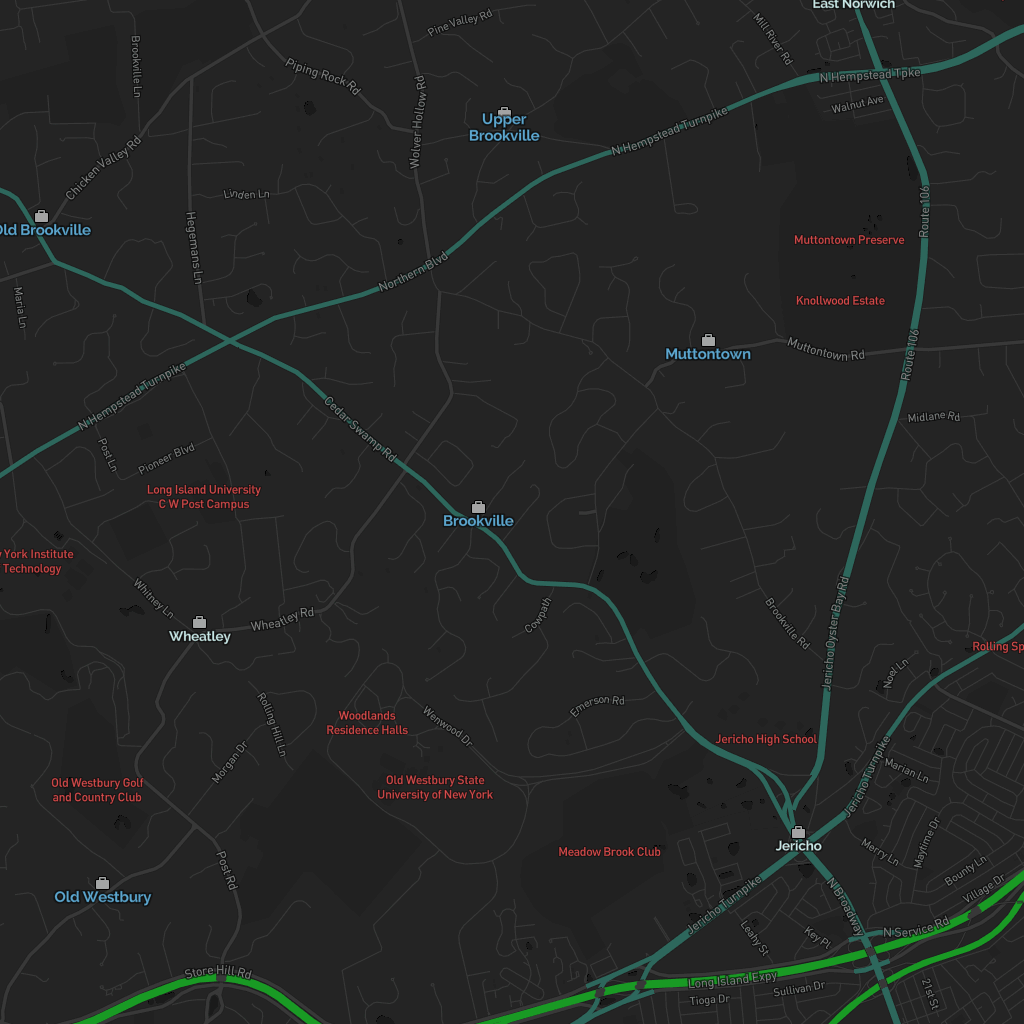 East Norwich
Pine Valley Rd
Mill River Rd
Brookville Ln
Piping Rock Rd
N Hempstead Tpke
Wolver Hollow Rd
Walnut Ave
Upper
Brookville
N Hempstead Turnpike
Chicken Valley Rd
Linden Ln
Route 106
Old Brookville
Hegemans Ln
Muttontown Preserve
Northern Blvd
Maria Ln
Knollwood Estate
Muttontown
Muttontown Rd
Route 106
N Hempstead Turnpike
Cedar Swamp Rd
Midlane Rd
Post Ln
Pioneer Blvd
Long Island University
C W Post Campus
Brookville
York Institute
Technology
Whitney Ln
Wheatley Rd
Wheatley
Cowpath
Brookville Rd
Jericho Oyster Bay Rd
Rolling Sp
Noel Ln
Rolling Hill Ln
Woodlands
Residence Halls
Wenwood Dr
Emerson Rd
Jericho High School
Morgan Dr
Jericho Turnpike
Marian Ln
Old Westbury Golf
and Country Club
Old Westbury State
University of New York
Jericho
Meadow Brook Club
Merry Ln
Maytime Dr
Post Rd
Bounty Ln
Village Dr
Old Westbury
Jericho Turnpike
N Broadway
Leahy St
Key Pl
N Service Rd
Store Hill Rd
Long Island Expy
Tioga Dr
Sullivan Dr
21st St